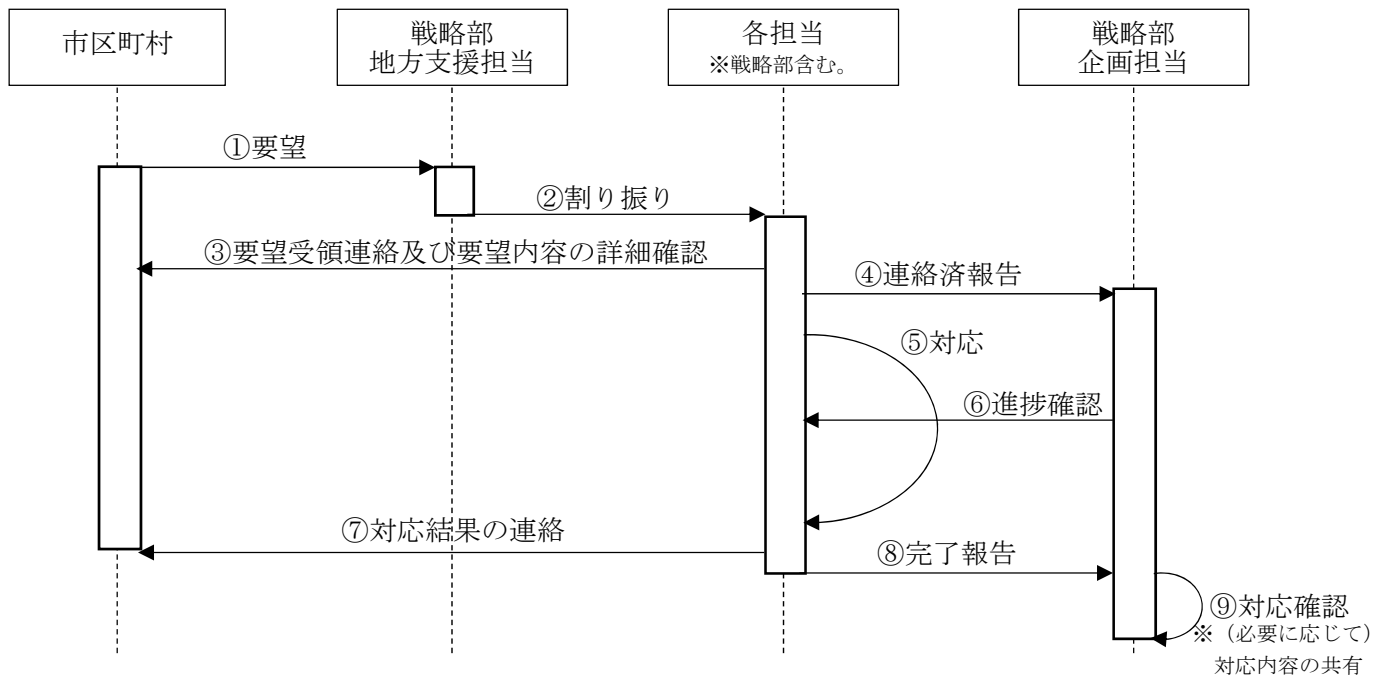 市区町村
戦略部
地方支援担当
各担当
※戦略部含む。
戦略部
企画担当
①要望
②割り振り
③要望受領連絡及び要望内容の詳細確認
④連絡済報告
⑤対応
⑥進捗確認
⑦対応結果の連絡
⑧完了報告
⑨対応確認
※（必要に応じて）
対応内容の共有